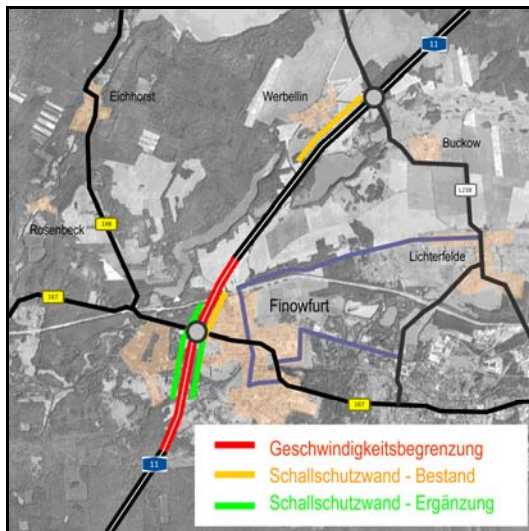 11
Eichhorst
Werbellin
Buckow
L238
Rosenbeck
198
Lichterfelde
167
Finowfurt
167
11
Geschwindigkeitsbegrenzung
Schallschutzwand - Bestand
Schallschutzwand - Ergänzung